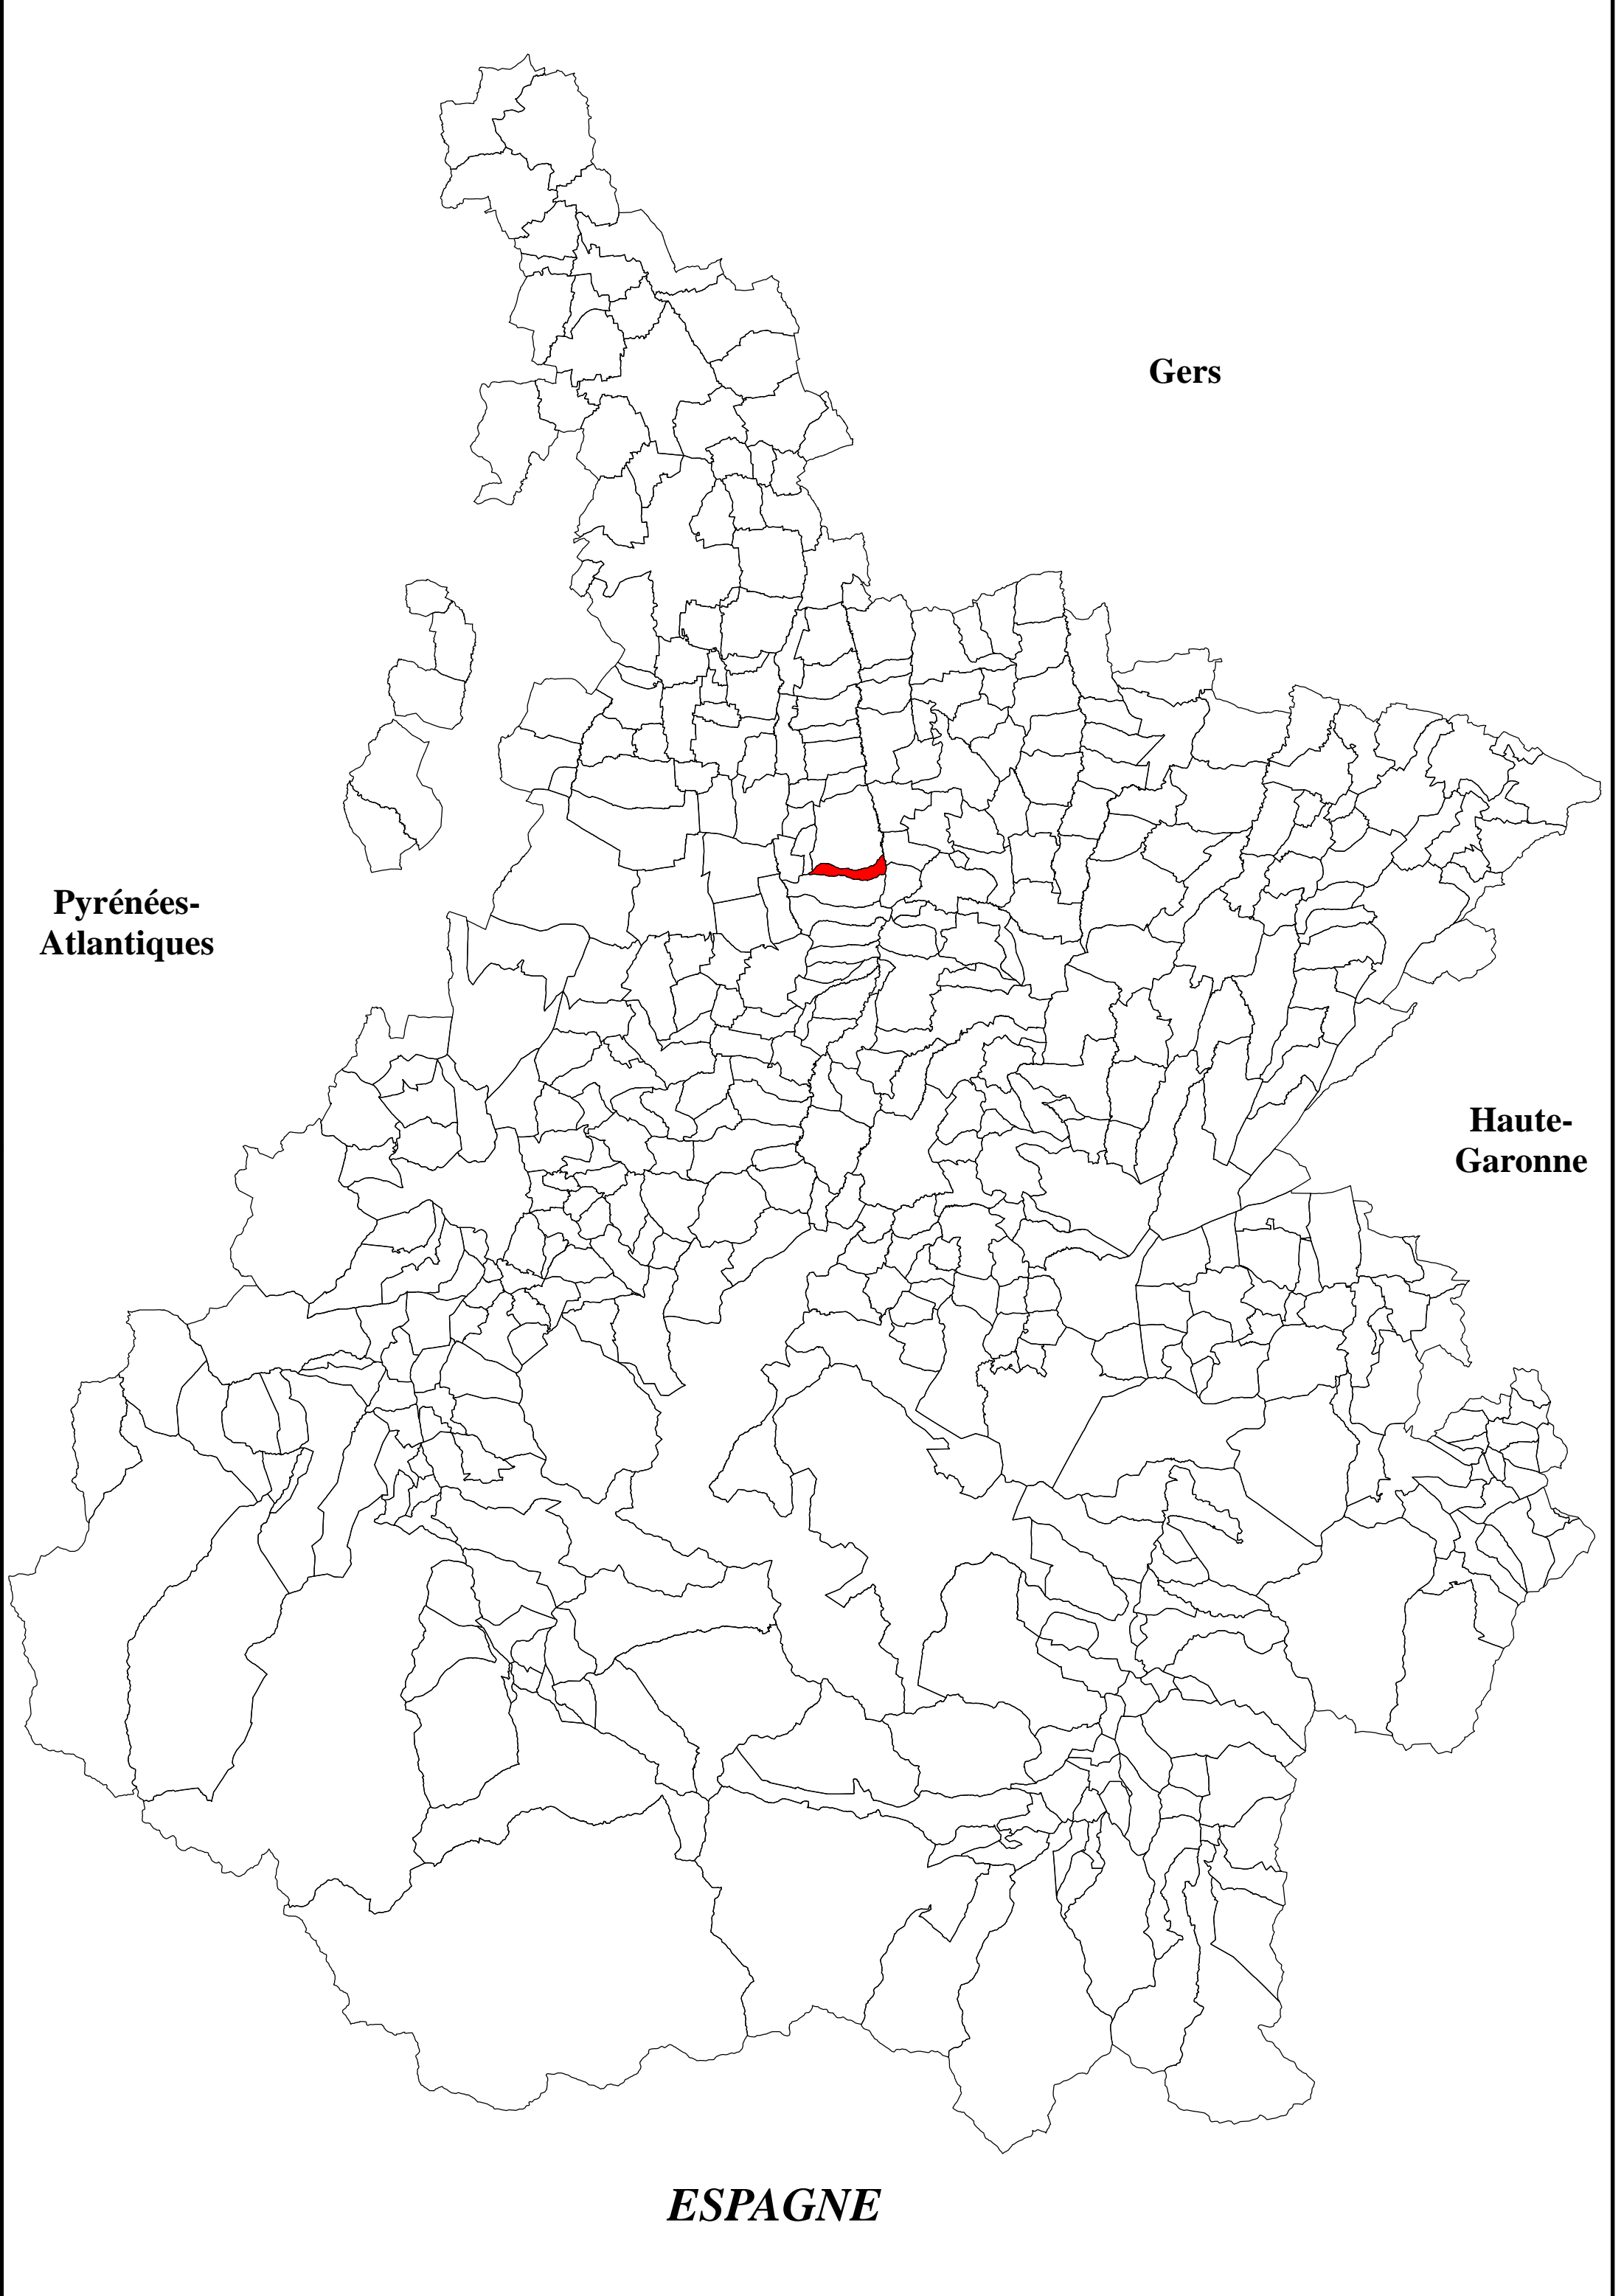 Gers
Pyrénées-
Atlantiques
Haute-
Garonne
ESPAGNE